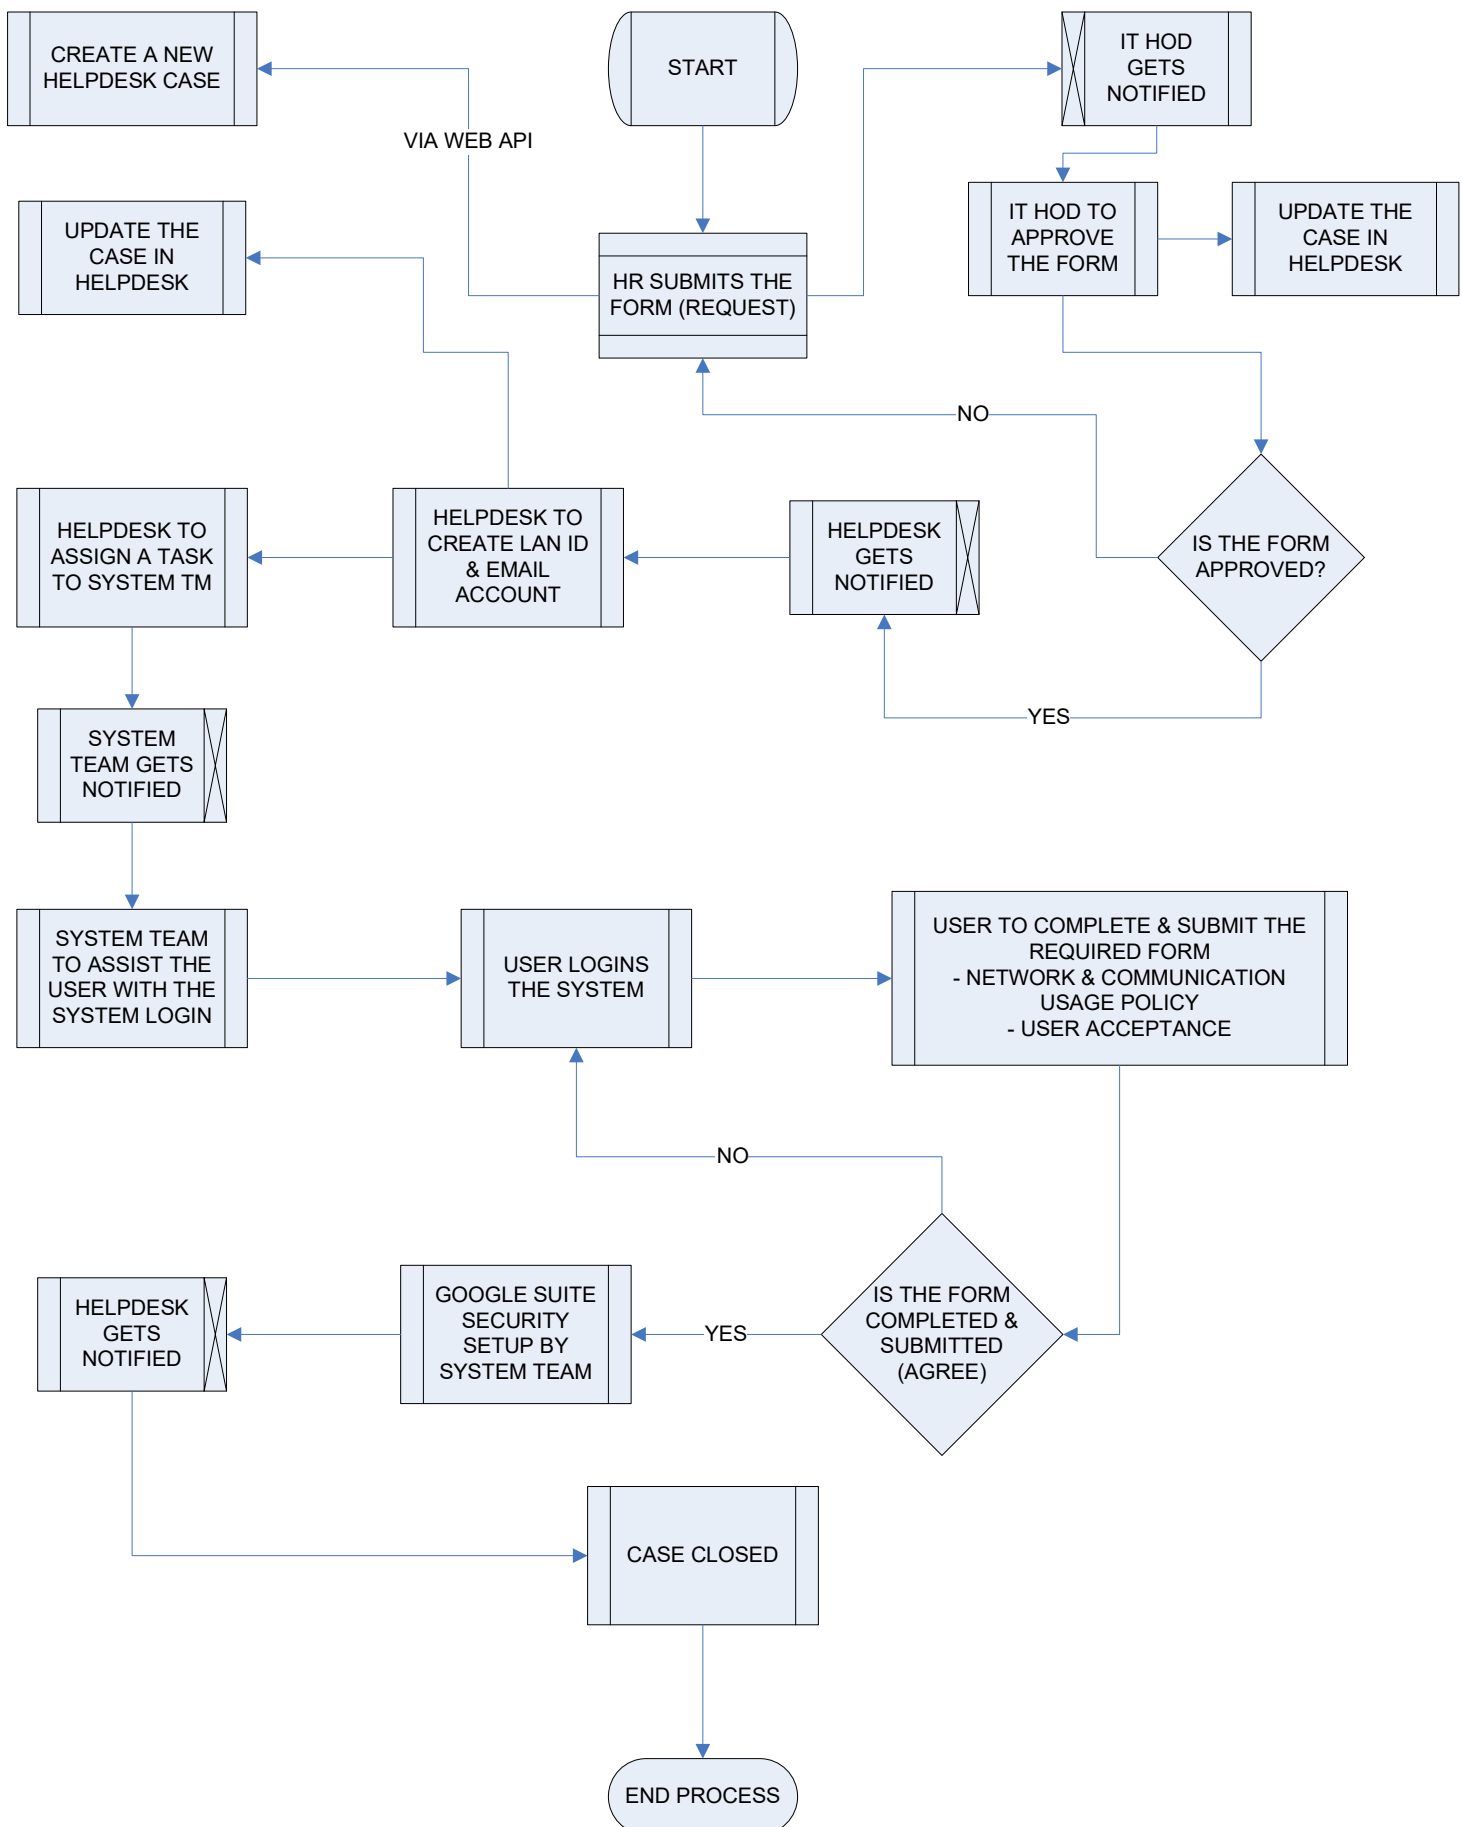 CREATE A NEW
HELPDESK CASE
START
IT HOD
GETS
NOTIFIED
VIA WEB API
UPDATE THE
CASE IN
HELPDESK
HR SUBMITS THE
FORM (REQUEST)
IT HOD TO
APPROVE
THE FORM
UPDATE THE
CASE IN
HELPDESK
NO
HELPDESK TO
ASSIGN A TASK
TO SYSTEM TM
HELPDESK TO
CREATE LAN ID
& EMAIL
ACCOUNT
HELPDESK
GETS
NOTIFIED
IS THE FORM
APPROVED?
YES
SYSTEM
TEAM GETS
NOTIFIED
SYSTEM TEAM
TO ASSIST THE
USER WITH THE
SYSTEM LOGIN
USER LOGINS
THE SYSTEM
USER TO COMPLETE & SUBMIT THE
REQUIRED FORM
- NETWORK & COMMUNICATION
USAGE POLICY
- USER ACCEPTANCE
NO
HELPDESK
GETS
NOTIFIED
GOOGLE SUITE
SECURITY
SETUP BY
SYSTEM TEAM
YES
IS THE FORM
COMPLETED &
SUBMITTED
(AGREE)
CASE CLOSED
END PROCESS